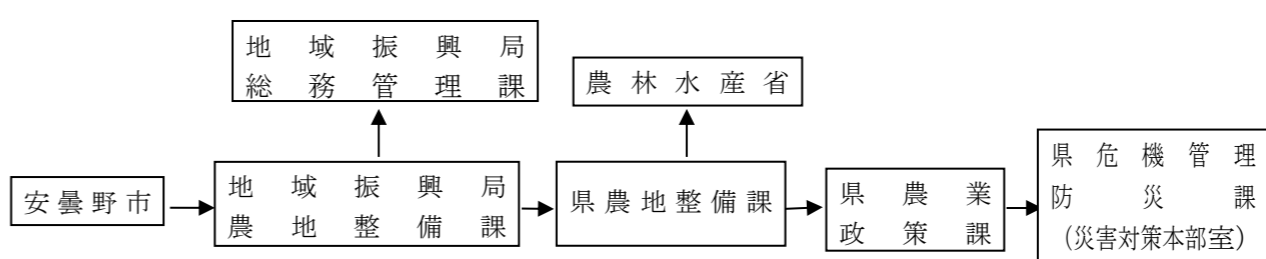 地域振興局
総務管理課
農林水産省
安曇野市
地域振興局
農地整備課
県農地整備課
県農業
政策課
県危機管理
防災課
（災害対策本部室）